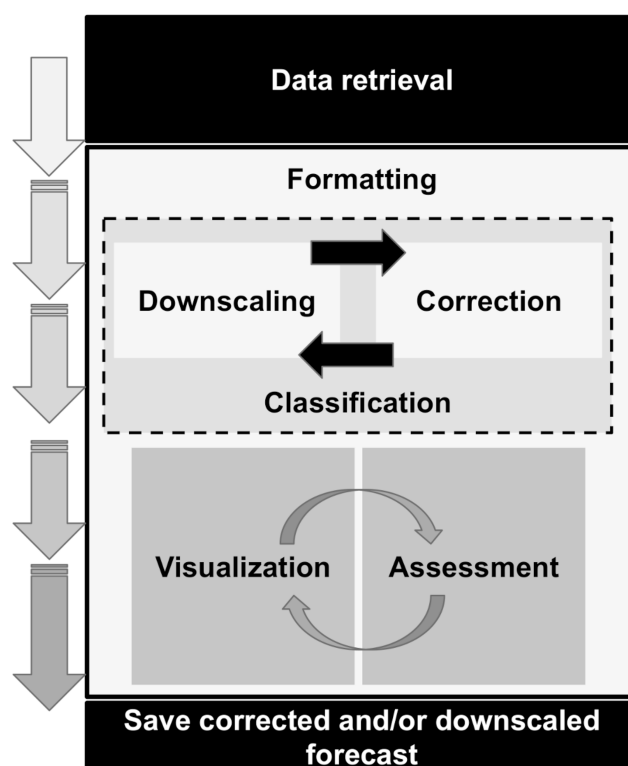 Data retrieval
Formatting
Downscaling
Correction
Classification
Visualization
Assessment
Save corrected and/or downscaled
forecast